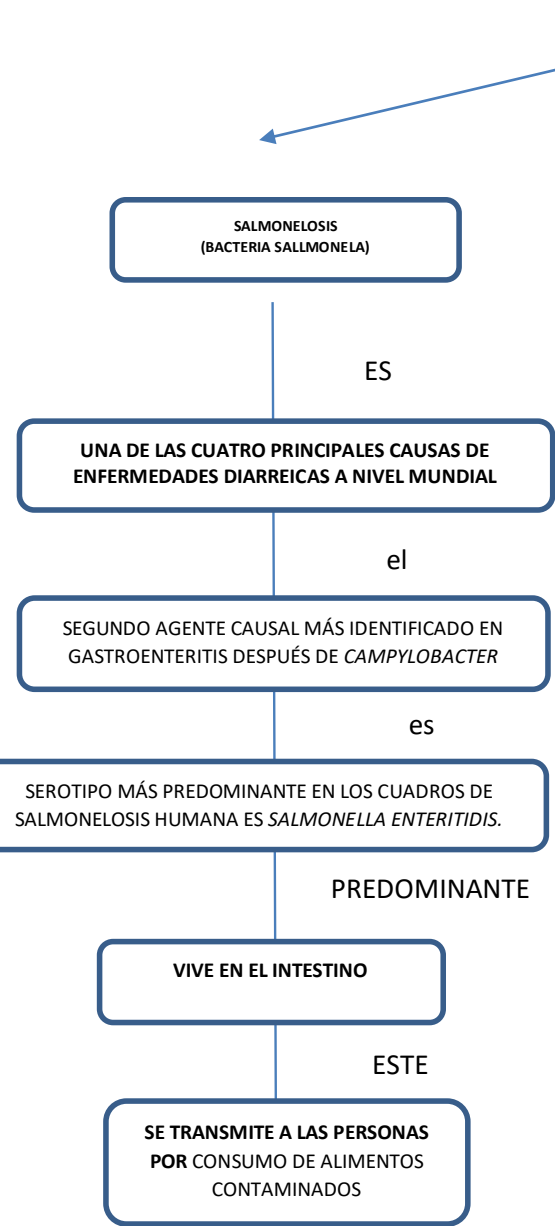 SALMONELOSIS
(BACTERIA SALLMONELA)
ES
UNA DE LAS CUATRO PRINCIPALES CAUSAS DE
ENFERMEDADES DIARREICAS A NIVEL MUNDIAL
el
SEGUNDO AGENTE CAUSAL MÁS IDENTIFICADO EN
GASTROENTERITIS DESPUÉS DE CAMPYLOBACTER
es
SEROTIPO MÁS PREDOMINANTE EN LOS CUADROS DE
SALMONELOSIS HUMANA ES SALMONELLA ENTERITIDIS.
PREDOMINANTE
VIVE EN EL INTESTINO
ESTE
SE TRANSMITE A LAS PERSONAS
POR CONSUMO DE ALIMENTOS
CONTAMINADOS